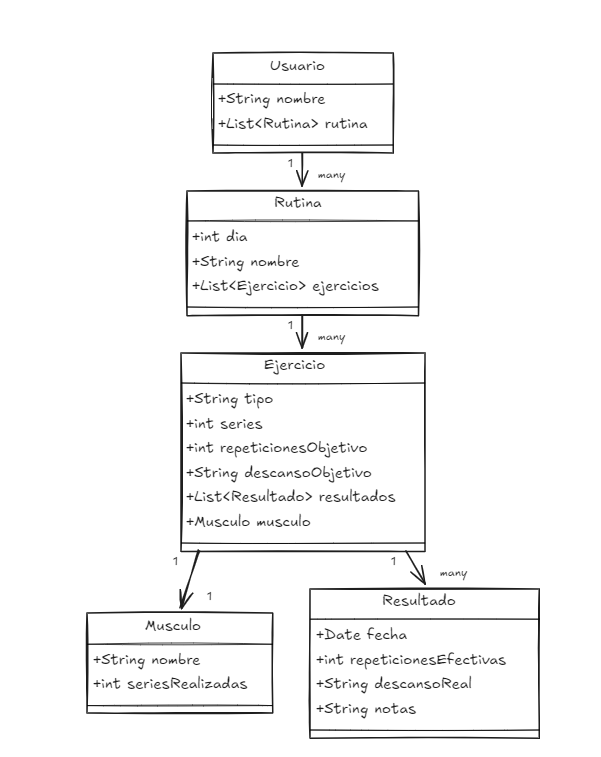 Usuario
+String nombre
+List<Rutina> rutina
1
many
Rutina
+int dia
+String nombre
+List<Ejercicio> ejercicios
1
many
Ejercicio
+String tipo
+int series
+int repeticionesObjetivo
+String descansoObjetivo
+List<Resultado> resultados
+Musculo musculo
1
1
1
many
Musculo
+String nombre
+int seriesRealizadas
Resultado
+Date fecha
+int repeticionesEfectivas
+String descansoReal
+String notas